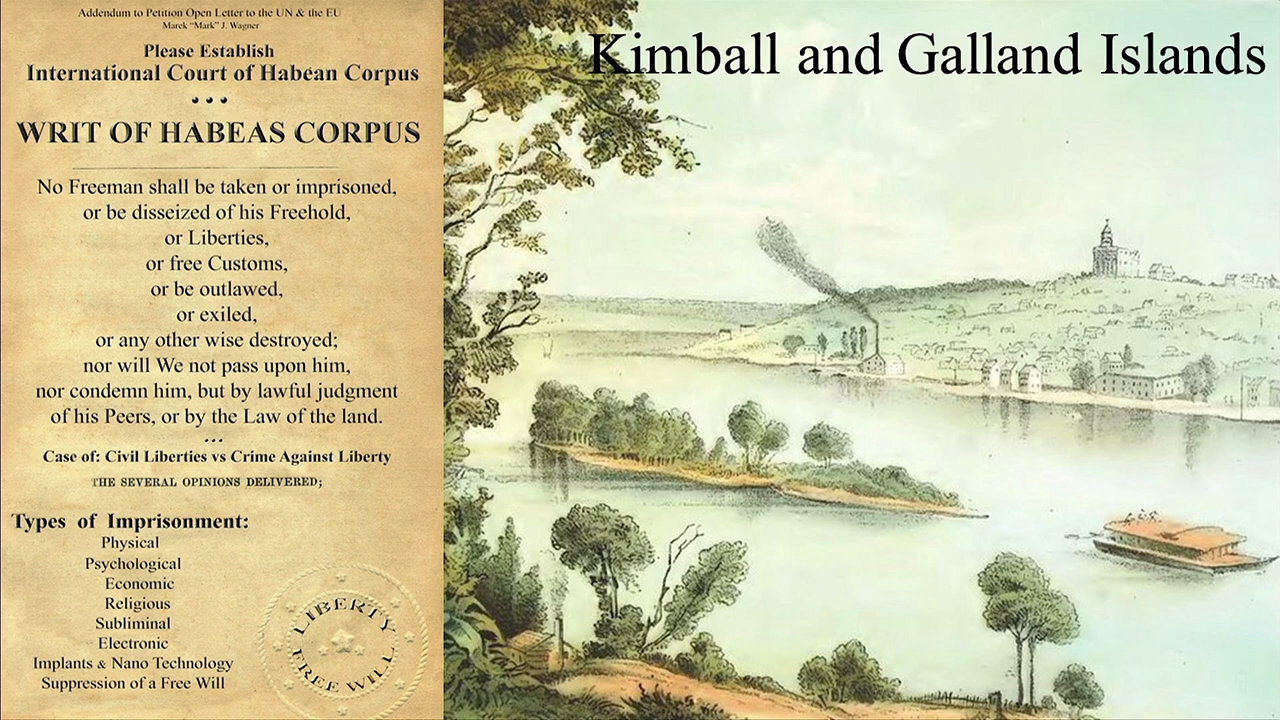 Addendum to Petition Open Letter to the UN & the EU
Marek “Mark” J. Wagner
Please Establish
International Court of Habean Corpus
• • •
WRIT OF HABEAS CORPUS
No Freeman shall be taken or imprisoned,
or be disseized of his Freehold,
or Liberties,
or free Customs,
or be outlawed,
or exiled,
or any other wise destroyed;
nor will We not pass upon him,
nor condemn him, but by lawful judgment
of his Peers, or by the Law of the land.
•••
Case of: Civil Liberties vs Crime Against Liberty
THE SEVERAL OPINIONS DELIVERED;
Types of Imprisonment:
Physical
Psychological
Economic
Religious
Subliminal
Electronic
Implants & Nano Technology
Suppression of a Free Will
LIBERTY
FREE WILL
Kimball and Galland Islands